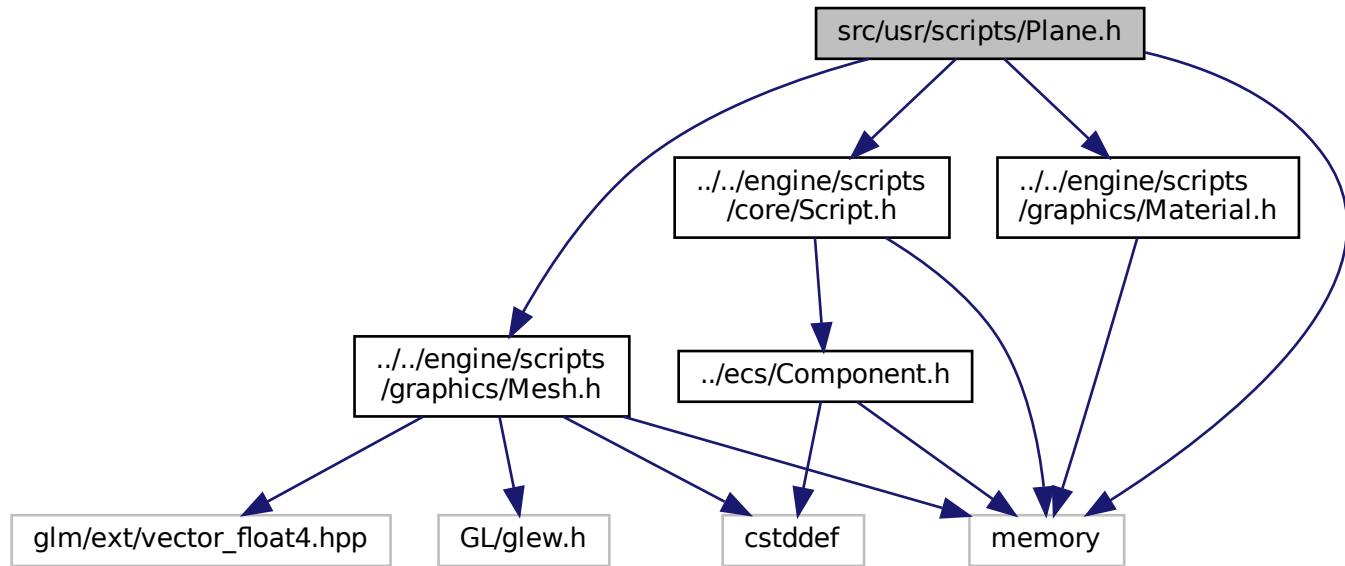 src/usr/scripts/Plane.h
../../engine/scripts
/core/Script.h
../../engine/scripts
/graphics/Material.h
../../engine/scripts
/graphics/Mesh.h
../ecs/Component.h
glm/ext/vector_float4.hpp
GL/glew.h
cstddef
memory